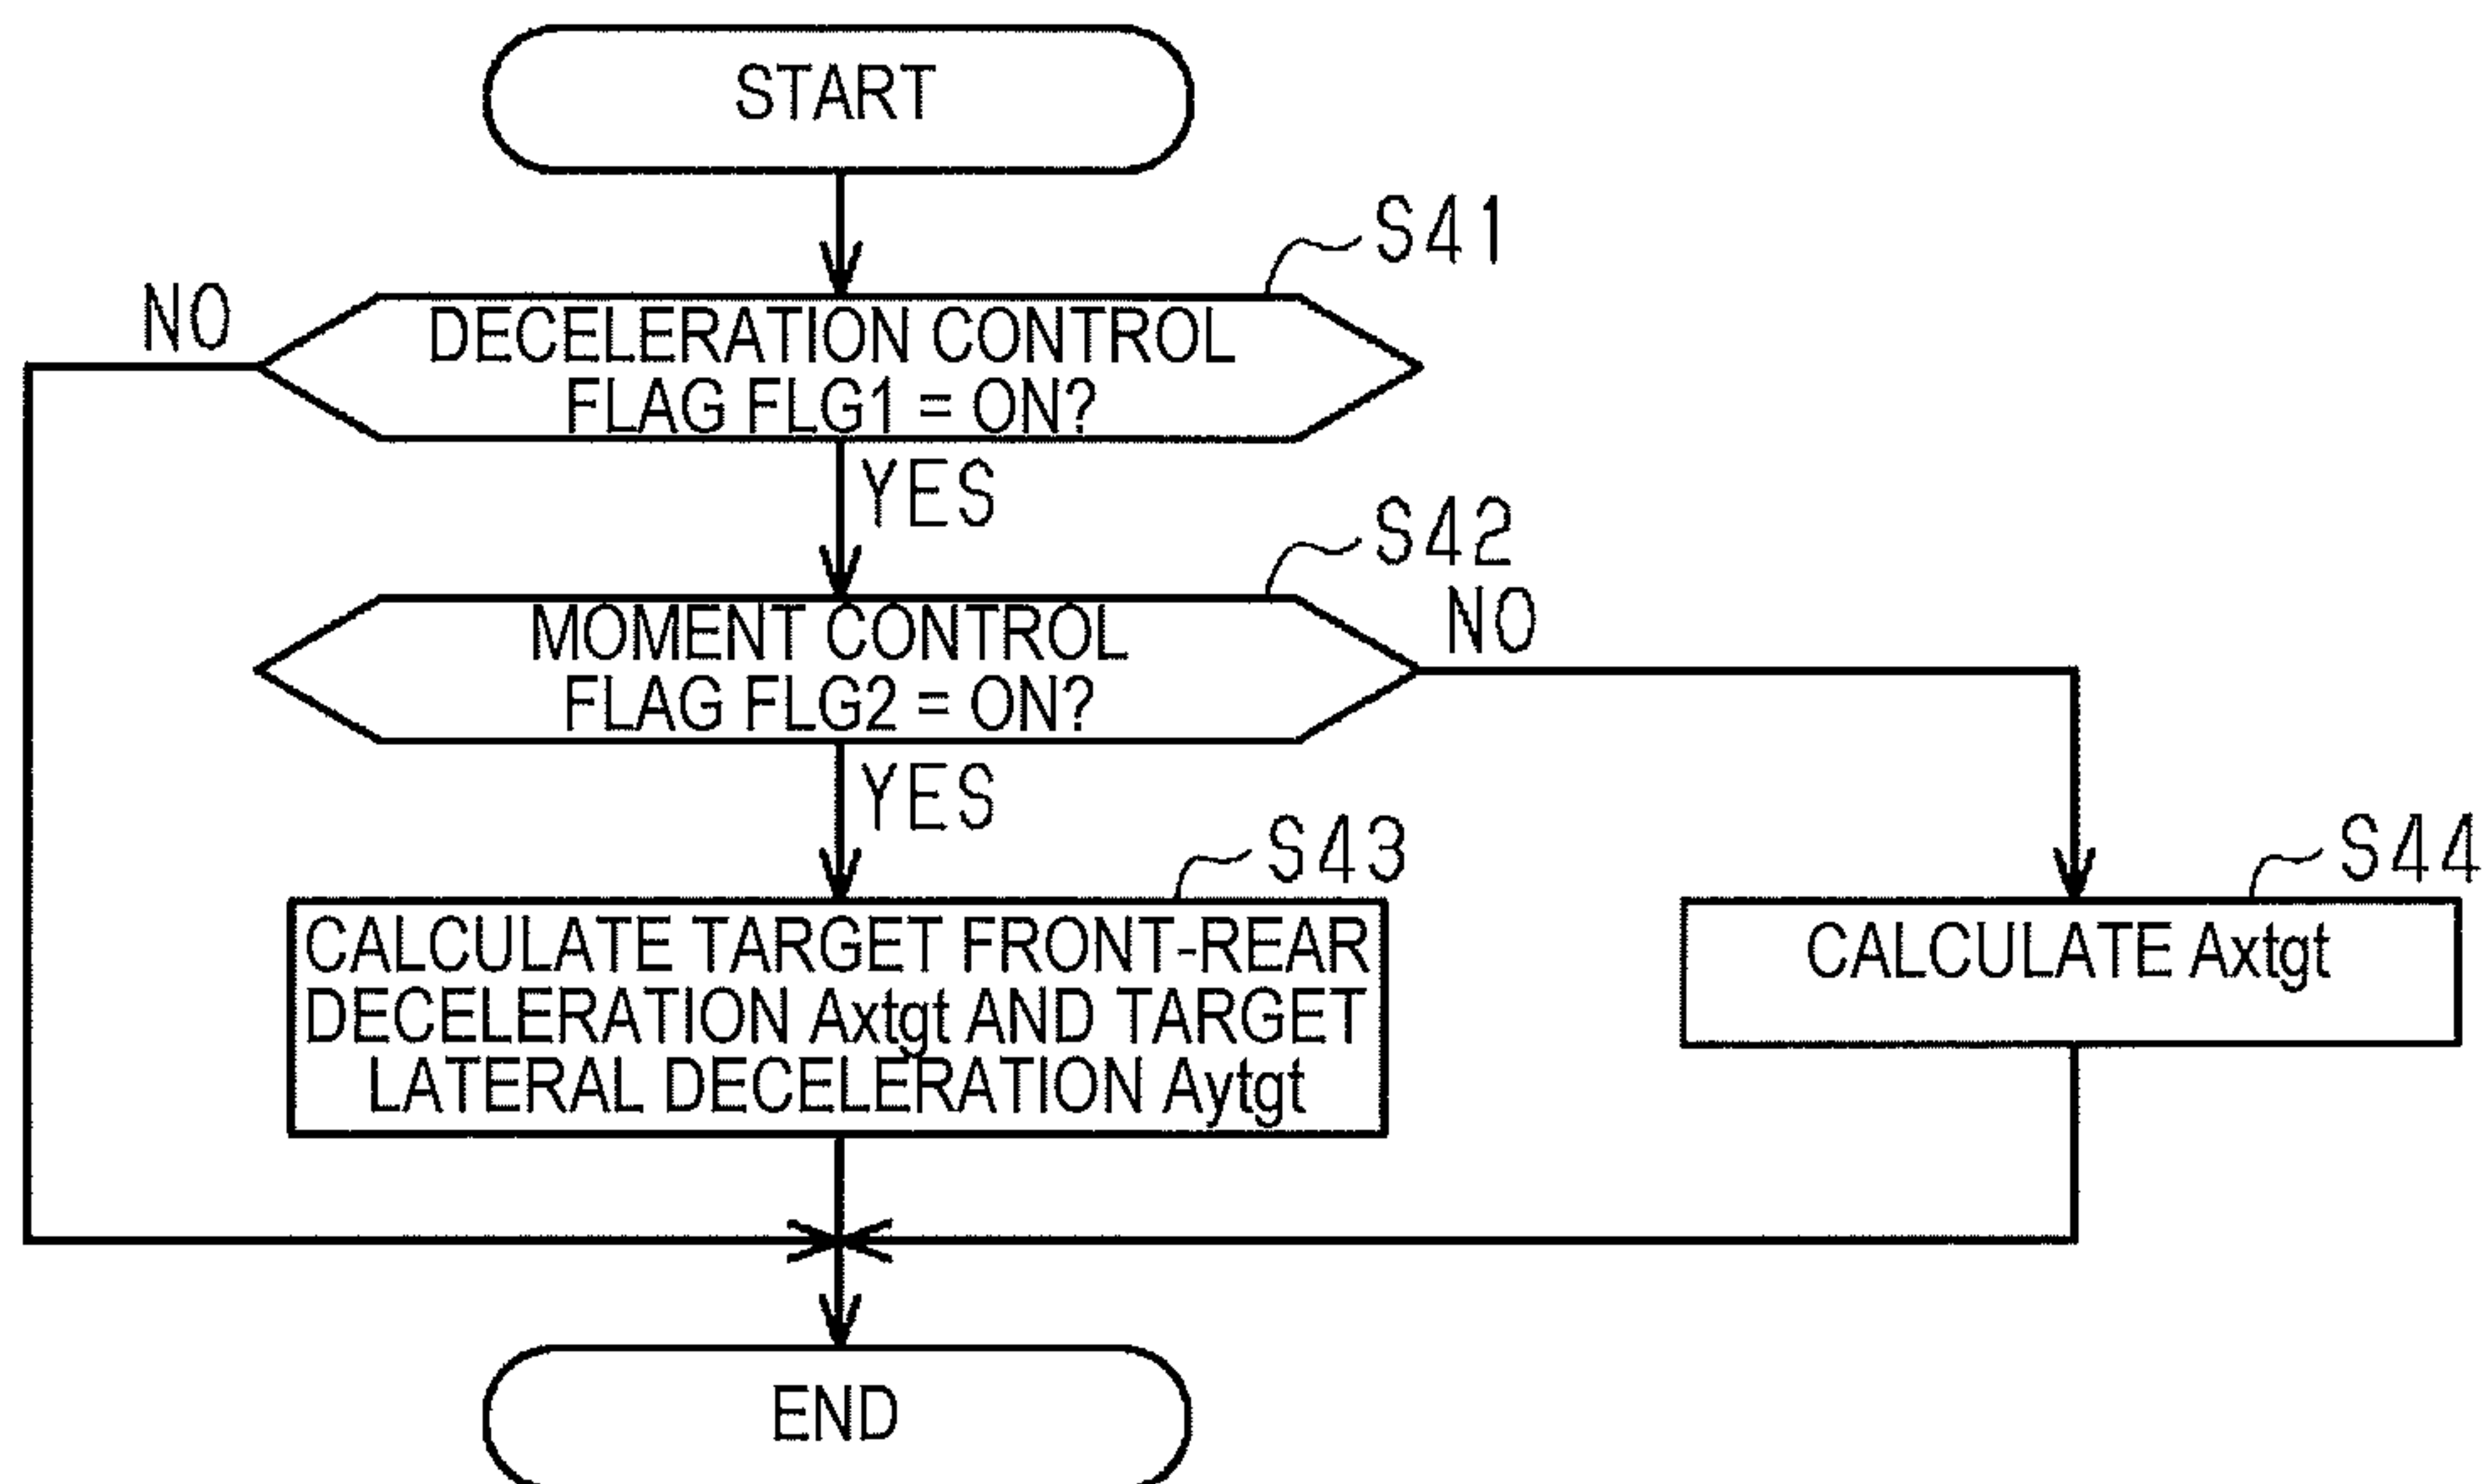 START
S41
NO
DECELERATION CONTROL
FLAG FLG1 = ON?
YES
S42
NO
MOMENT CONTROL
FLAG FLG2 = ON?
YES
S43
CALCULATE TARGET FRONT-REAR
DECELERATION Axtgt AND TARGET
LATERAL DECELERATION Aytgt
S44
CALCULATE Axtgt
END